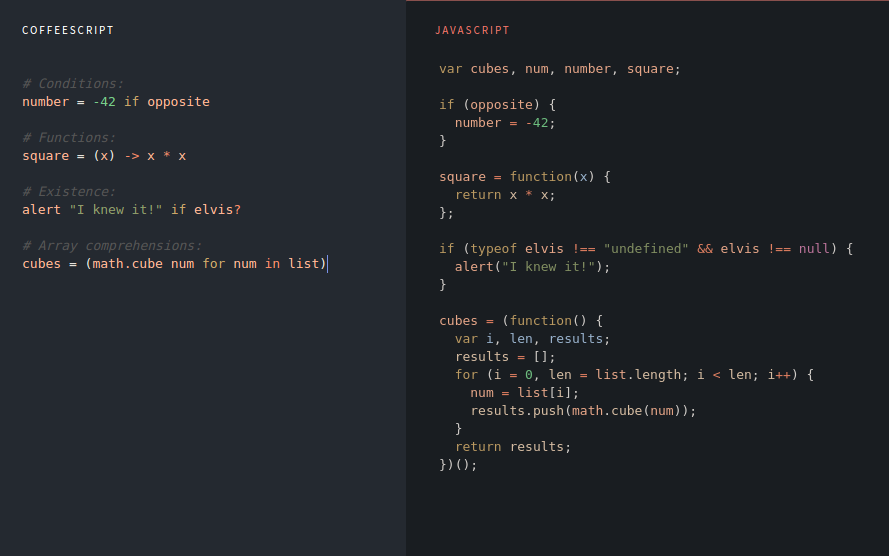 COFFEESCRIPT
# Conditions:
number = -42 if opposite
# Functions:
square = (x) -> x * x
# Existence:
alert "I knew it!" if elvis?
# Array comprehensions:
cubes = (math.cube num for num in list)
JAVASCRIPT
var cubes, num, number, square;
if (opposite) {
  number = -42;
}
square = function(x) {
  return x * x;
};
if (typeof elvis !== "undefined" && elvis !== null) {
  alert("I knew it!");
}
cubes = (function() {
  var i, len, results;
  results = [];
  for (i = 0, len = list.length; i < len; i++) {
    num = list[i];
    results.push(math.cube(num));
  }
  return results;
})();